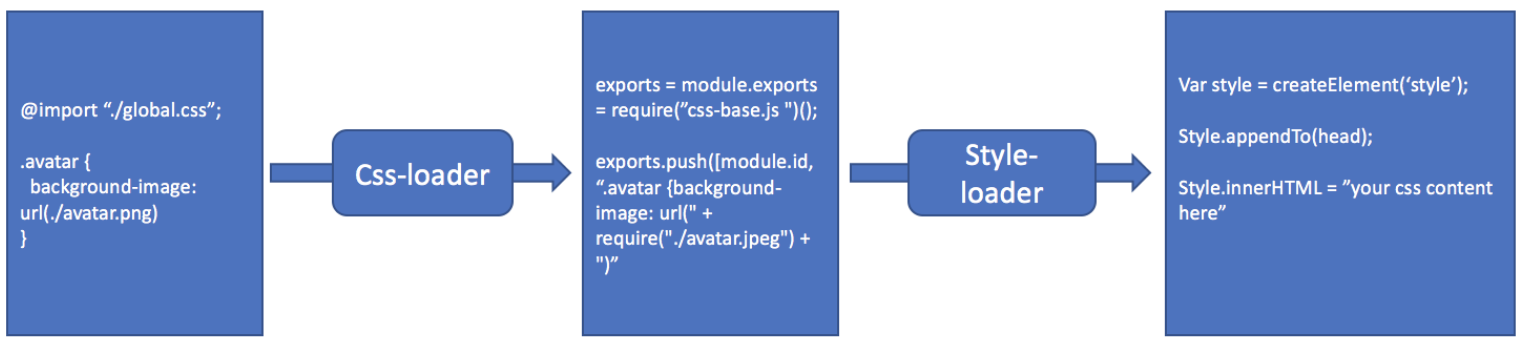 @import “./global.css”;
.avatar {
background-image:
url(./avatar.png)
}
Css-loader
exports = module.exports
= require(”css-base.js ")();
exports.push([module.id,
“.avatar {background-
image: url(" +
require("./avatar.jpeg") +
")”
Style-
loader
Var style = createElement(‘style’);
Style.appendTo(head);
Style.innerHTML = ”your css content
here”